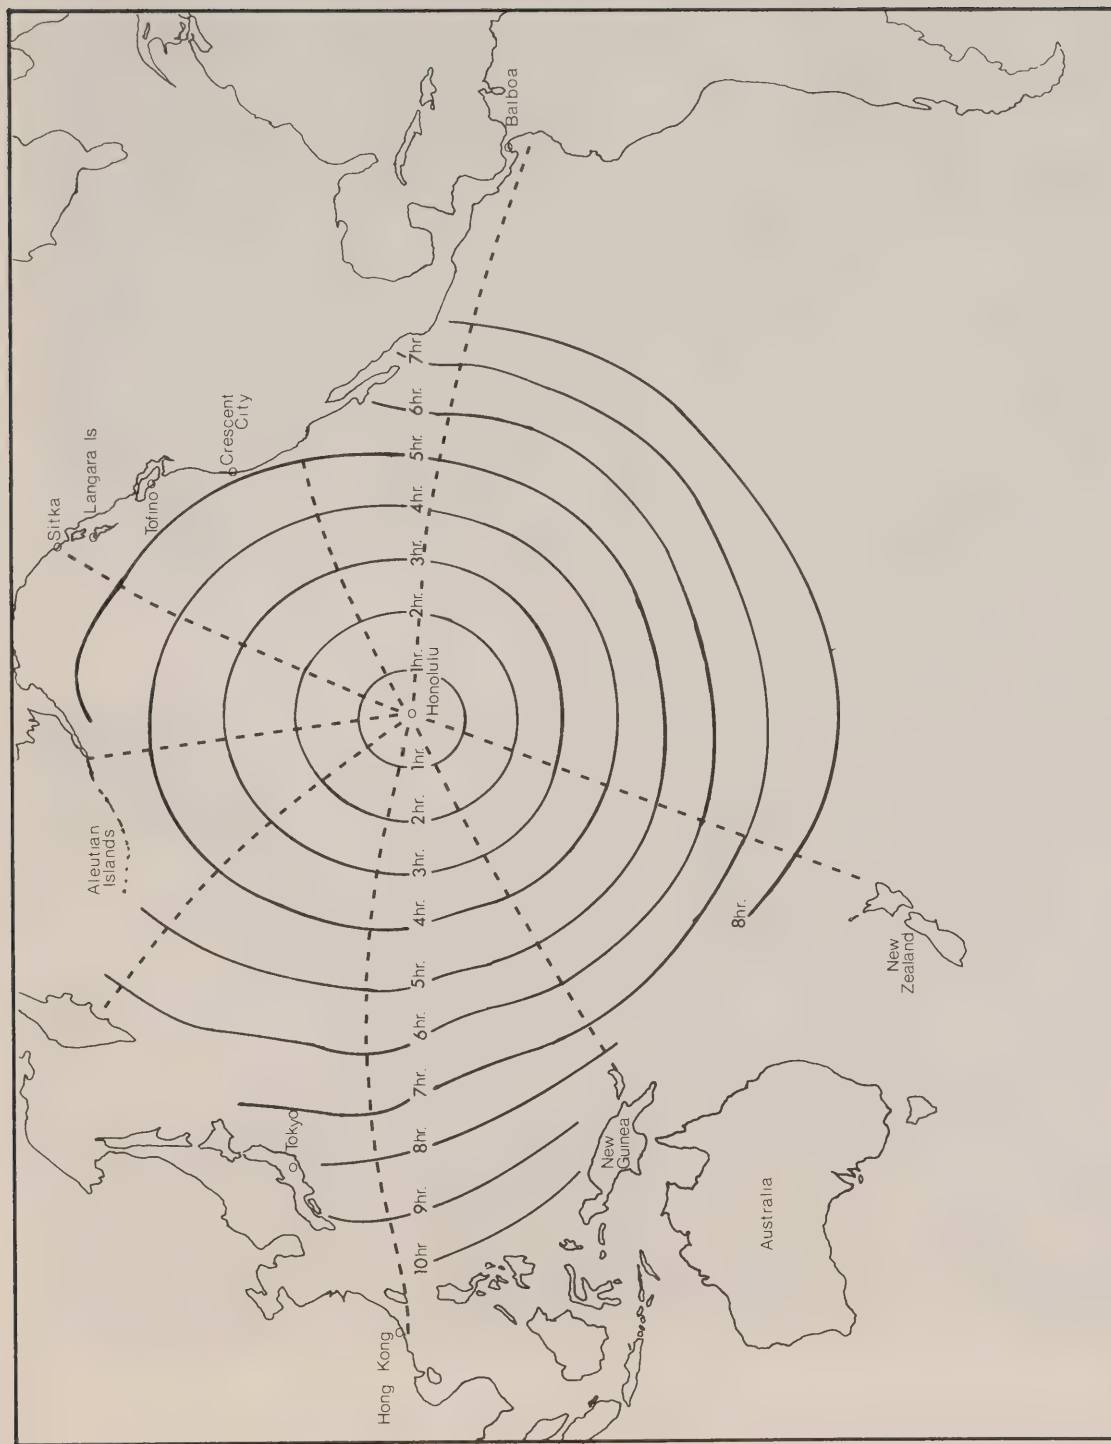 Sitka
Langara Is
Tofino
Crescent
City
Balboa
Aleutian
Islands
Honolulu
1hr.
2hr.
3hr.
4hr.
5hr.
6hr.
7hr
1hr.
2hr.
3hr.
4hr.
5hr.
6hr.
7hr.
8hr.
9hr.
10hr
8hr.
Tokyo
Hong Kong
New
Guinea
Australia
New
Zealand